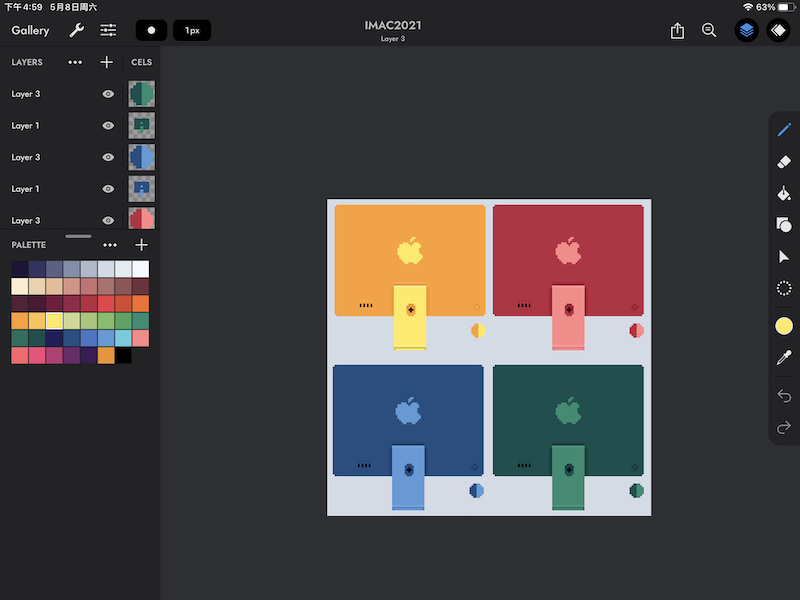 下午4:59 5月8日周六
63%
Gallery
1px
IMAC2021
Layer 3
LAYERS
CELS
Layer 3
Layer 1
Layer 3
Layer 1
Layer 3
PALETTE